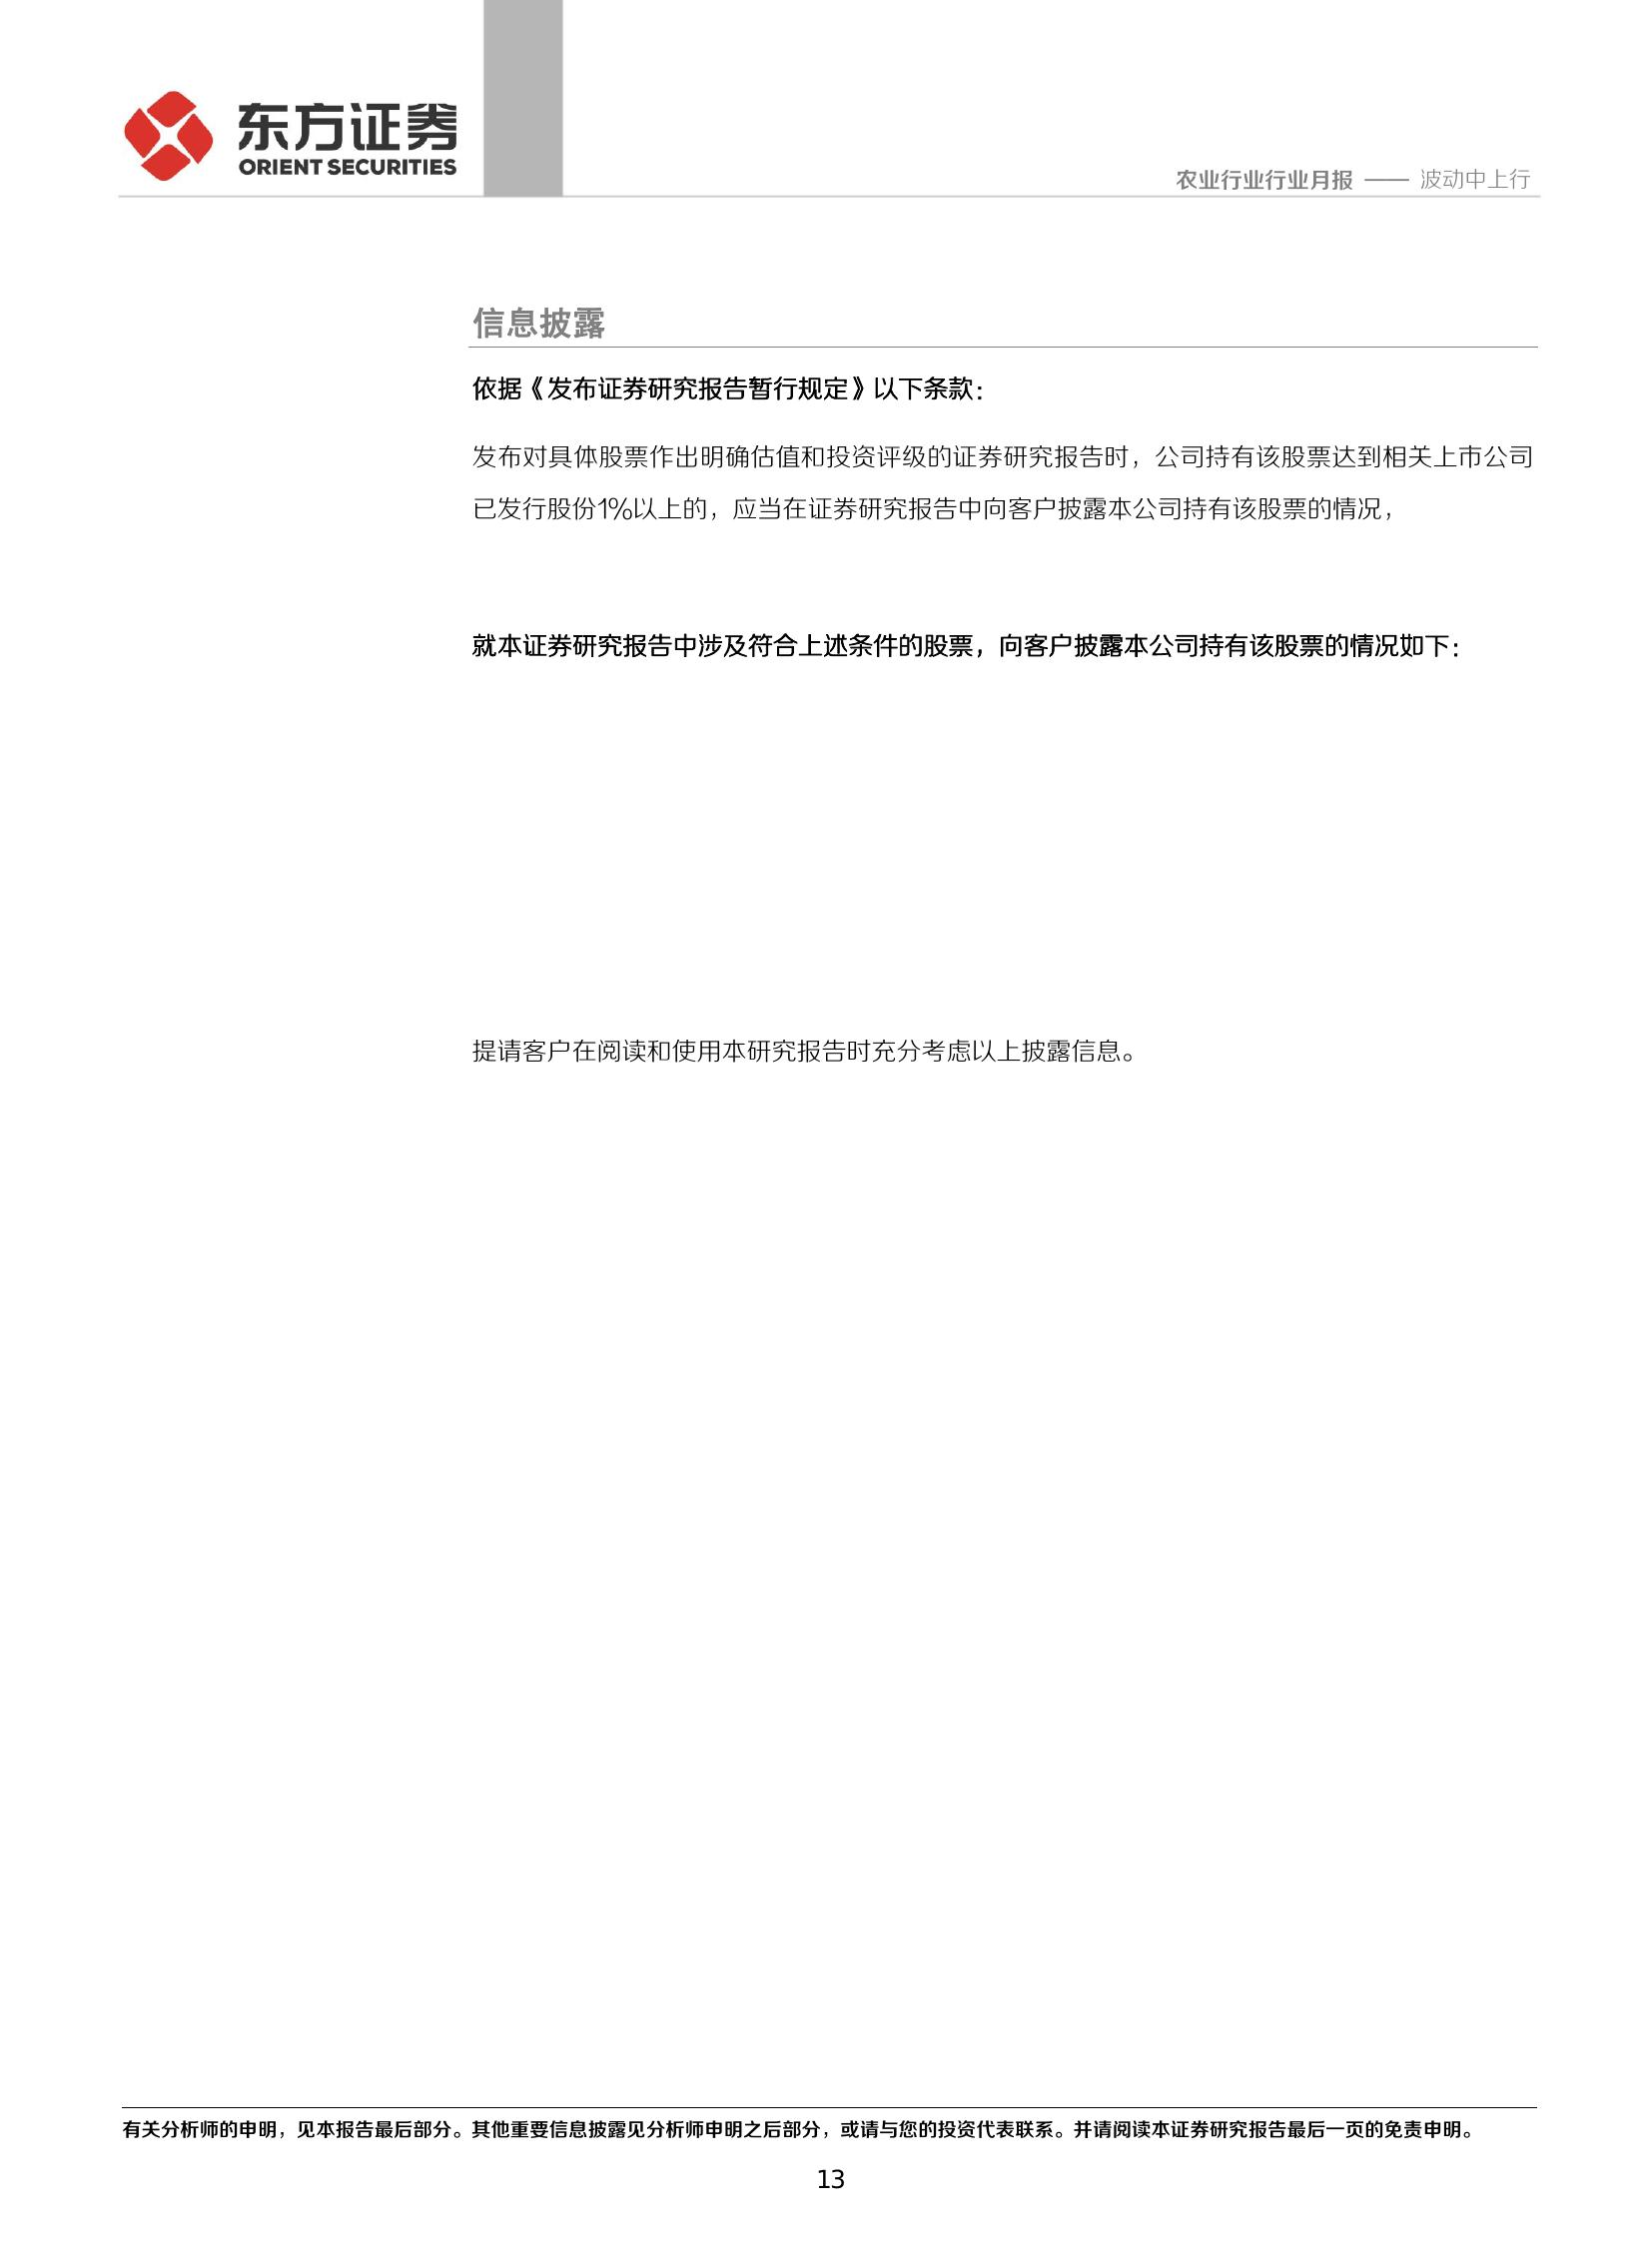 东方证券
ORIENT SECURITIES
农业行业行业月报 —— 波动中上行
信息披露
依据《发布证券研究报告暂行规定》以下条款：
发布对具体股票作出明确估值和投资评级的证券研究报告时，公司持有该股票达到相关上市公司
已发行股份1%以上的，应当在证券研究报告中向客户披露本公司持有该股票的情况，
就本证券研究报告中涉及符合上述条件的股票，向客户披露本公司持有该股票的情况如下：
提请客户在阅读和使用本研究报告时充分考虑以上披露信息。
有关分析师的申明，见本报告最后部分。其他重要信息披露见分析师申明之后部分，或请与您的投资代表联系。并请阅读本证券研究报告最后一页的免责申明。
13